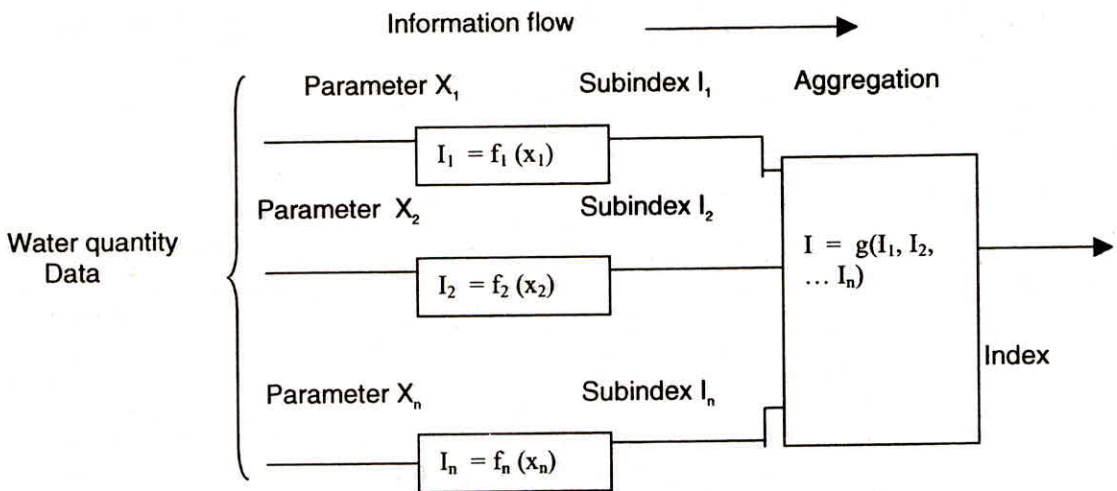 Information flow
Parameter X₁ Subindex I₁ Aggregation
I₁ = f₁ (x₁)
Parameter X₂ Subindex I₂
Water quantity
Data
I₂ = f₂ (x₂)
I = g(I₁, I₂,
... Iₙ)
Index
Parameter Xₙ Subindex Iₙ
Iₙ = fₙ (xₙ)